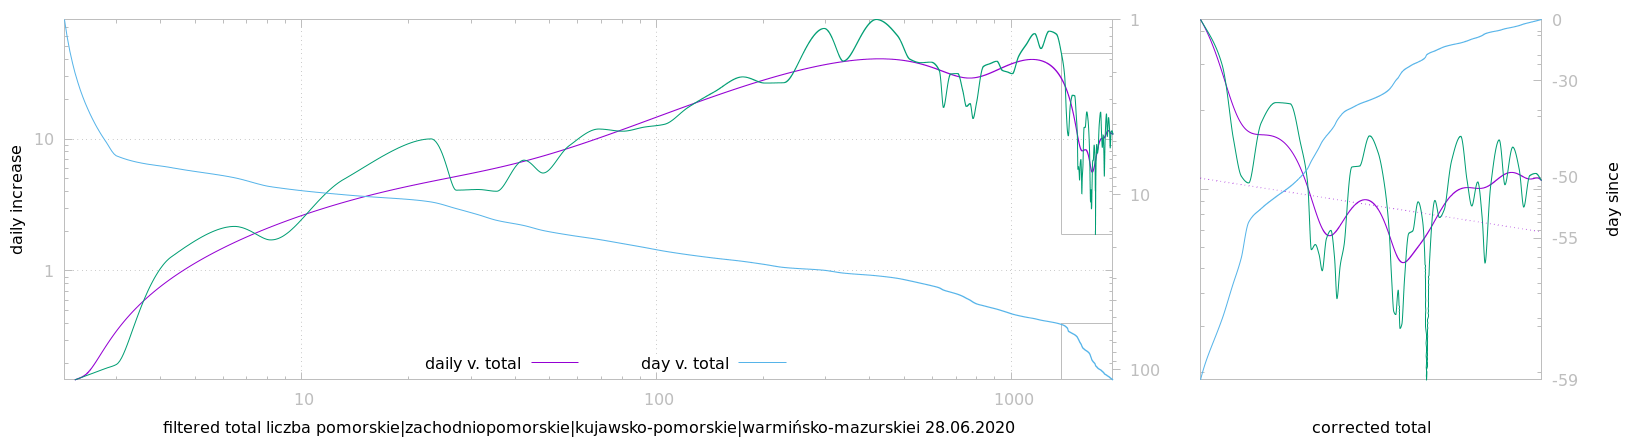 daily increase
10
1
daily v. total
day v. total
10
100
1000
1
10
100
filtered total liczba pomorskie|zachodniopomorskie|kujawsko-pomorskie|warmińsko-mazurskiei 28.06.2020
0
-30
-50
-55
-59
day since
corrected total